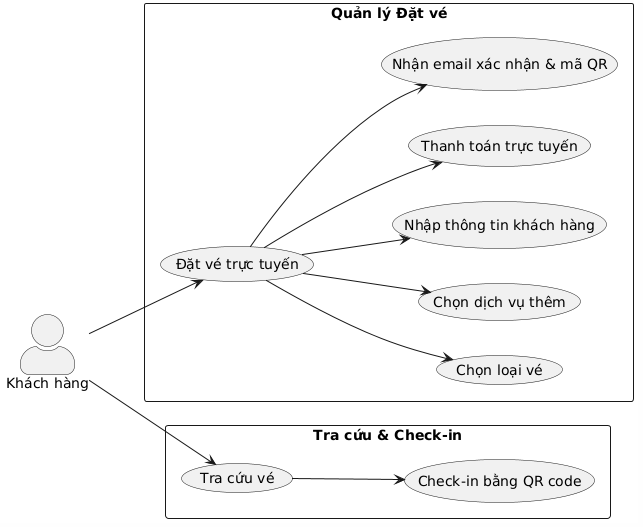 Quản lý Đặt vé
Nhận email xác nhận & mã QR
Thanh toán trực tuyến
Nhập thông tin khách hàng
Đặt vé trực tuyến
Chọn dịch vụ thêm
Chọn loại vé
Khách hàng
Tra cứu & Check-in
Tra cứu vé
Check-in bằng QR code